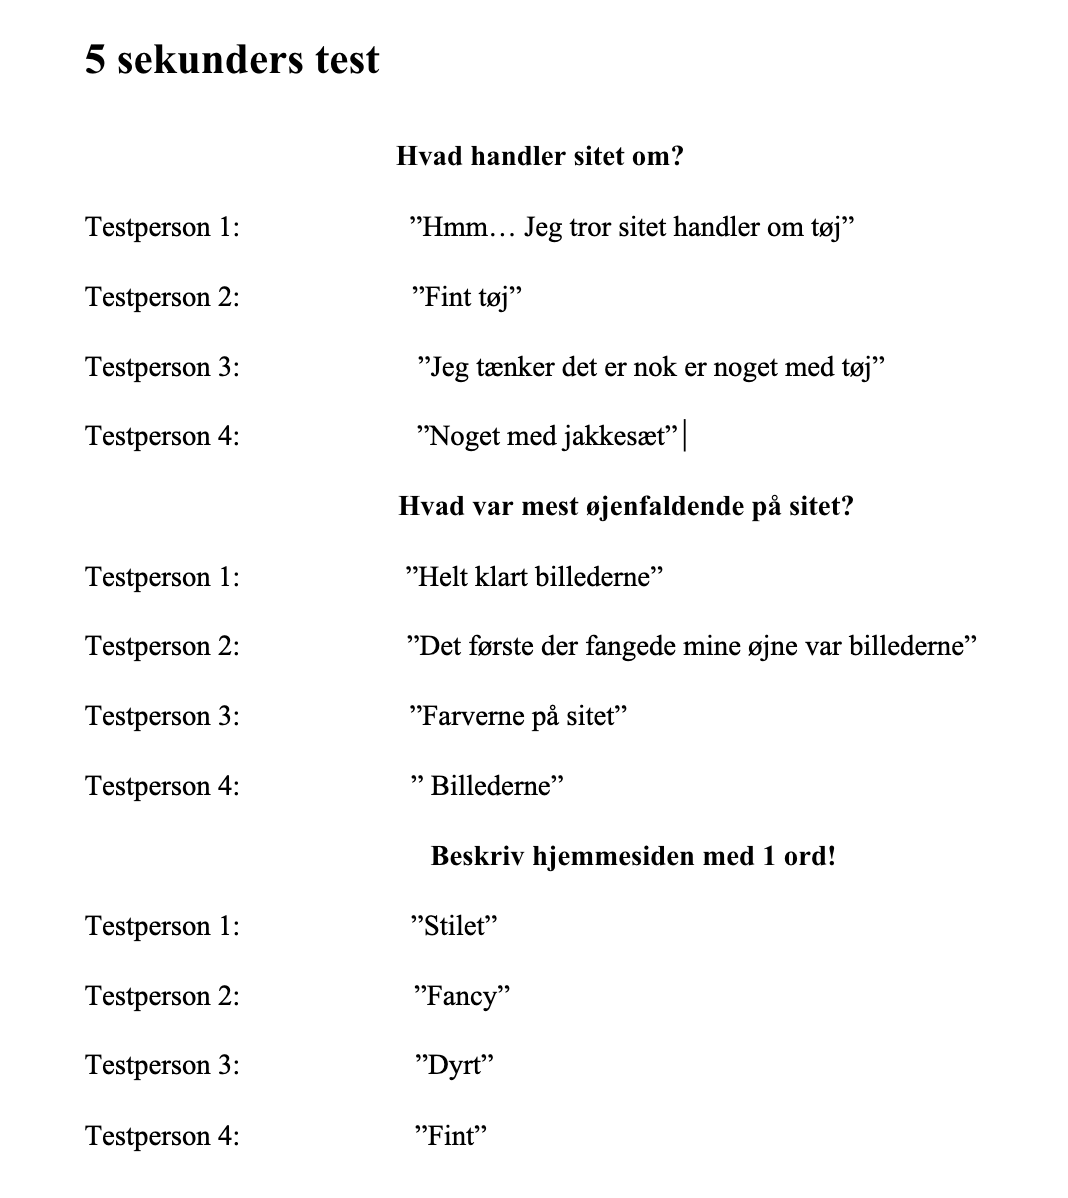 5 sekunders test
Hvad handler sitet om?
Testperson 1: ”Hmm… Jeg tror sitet handler om tøj”
Testperson 2: ”Fint tøj”
Testperson 3: ”Jeg tænker det er nok er noget med tøj”
Testperson 4: ”Noget med jakkesæt”
Hvad var mest øjenfaldende på sitet?
Testperson 1: ”Helt klart billederne”
Testperson 2: ”Det første der fangede mine øjne var billederne”
Testperson 3: ”Farverne på sitet”
Testperson 4: ” Billederne”
Beskriv hjemmesiden med 1 ord!
Testperson 1: ”Stilet”
Testperson 2: ”Fancy”
Testperson 3: ”Dyrt”
Testperson 4: ”Fint”